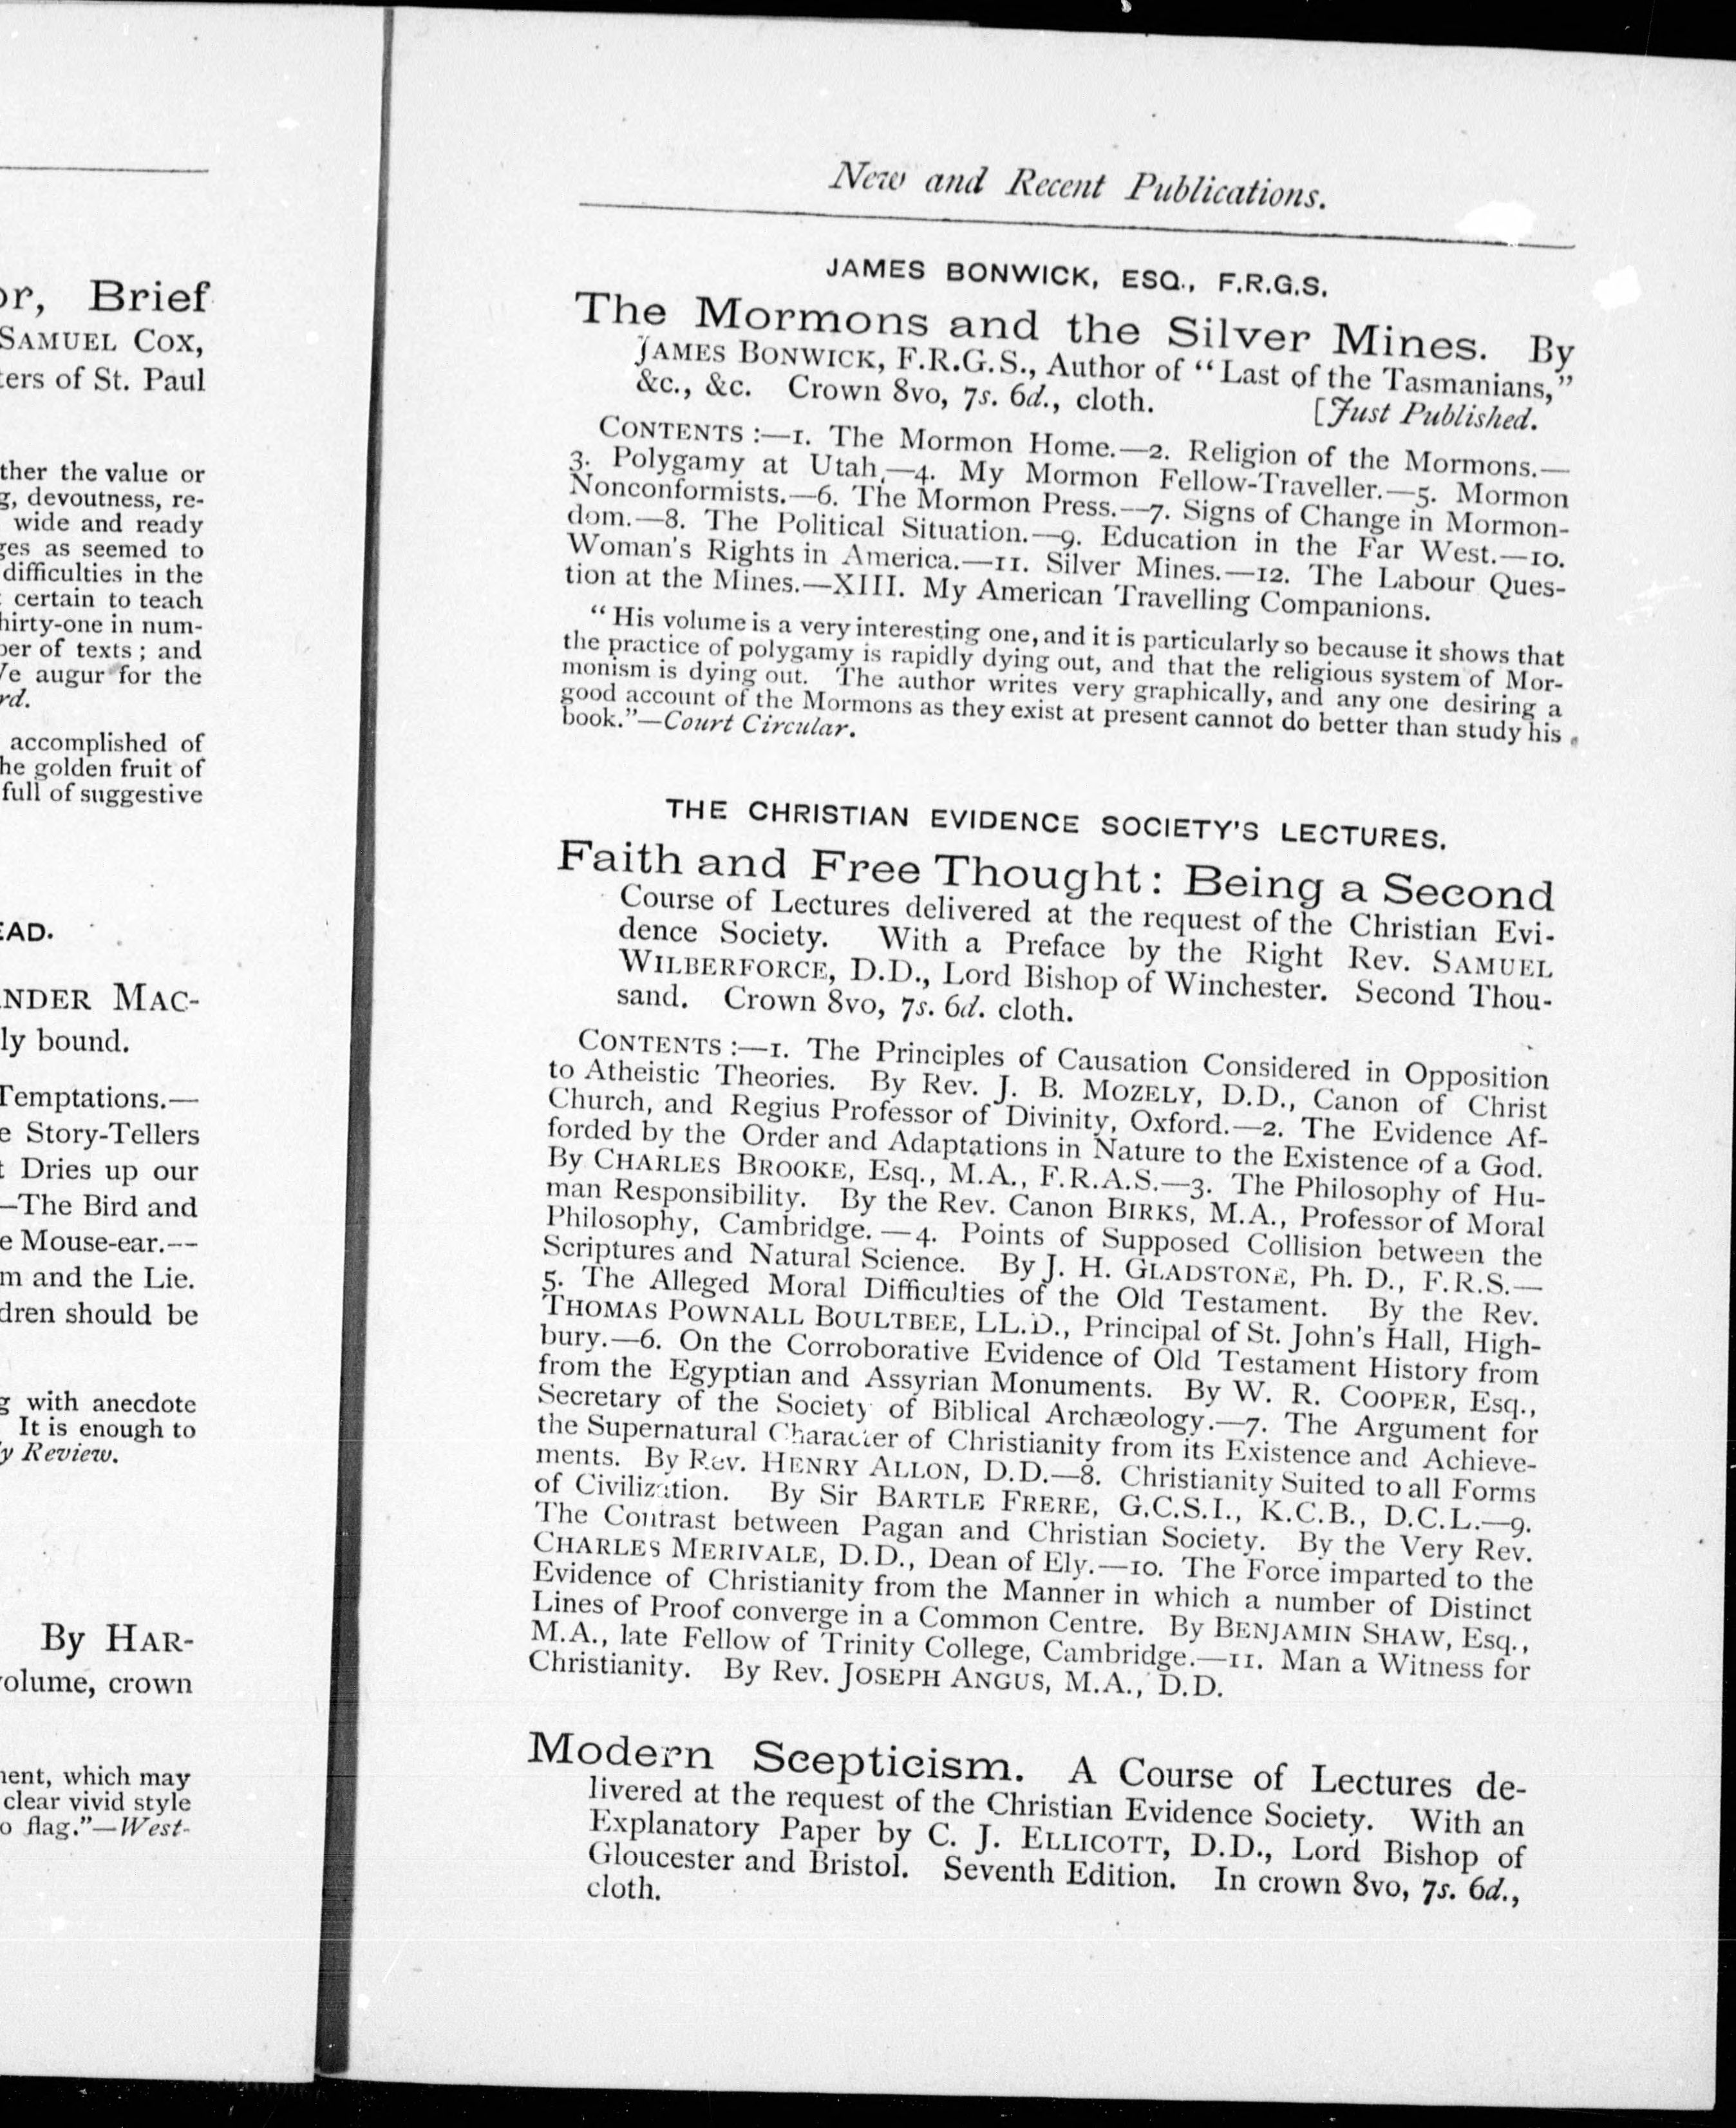 or, Brief
SAMUEL COX,
ters of St. Paul
ther the value or
g, devoutness, re-
wide and ready
ges as seemed to
difficulties in the
certain to teach
hirty-one in num-
ber of texts; and
We augur for the
rd.
accomplished of
he golden fruit of
full of suggestive
EAD.
ANDER MAC-
ly bound.
Temptations.—
e Story-Tellers
t Dries up our
—The Bird and
e Mouse-ear.—
m and the Lie.
dren should be
g with anecdote
It is enough to
y Review.
By HAR-
volume, crown
ment, which may
clear vivid style
o flag."—West-
New and Recent Publications.
JAMES BONWICK, ESQ., F.R.G.S.
The Mormons and the Silver Mines. By
JAMES BONWICK, F.R.G.S., Author of "Last of the Tasmanians,"
&c., &c. Crown 8vo, 7s. 6d., cloth. [Just Published.
CONTENTS :—1. The Mormon Home.—2. Religion of the Mormons.—
3. Polygamy at Utah.—4. My Mormon Fellow-Traveller.—5. Mormon
Nonconformists.—6. The Mormon Press.—7. Signs of Change in Mormon-
dom.—8. The Political Situation.—9. Education in the Far West.—10.
Woman's Rights in America.—11. Silver Mines.—12. The Labour Ques-
tion at the Mines.—XIII. My American Travelling Companions.
"His volume is a very interesting one, and it is particularly so because it shows that
the practice of polygamy is rapidly dying out, and that the religious system of Mor-
monism is dying out. The author writes very graphically, and any one desiring a
good account of the Mormons as they exist at present cannot do better than study his
book."—Court Circular.
THE CHRISTIAN EVIDENCE SOCIETY'S LECTURES.
Faith and Free Thought: Being a Second
Course of Lectures delivered at the request of the Christian Evi-
dence Society. With a Preface by the Right Rev. SAMUEL
WILBERFORCE, D.D., Lord Bishop of Winchester. Second Thou-
sand. Crown 8vo, 7s. 6d. cloth.
CONTENTS :—1. The Principles of Causation Considered in Opposition
to Atheistic Theories. By Rev. J. B. MOZELY, D.D., Canon of Christ
Church, and Regius Professor of Divinity, Oxford.—2. The Evidence Af-
forded by the Order and Adaptations in Nature to the Existence of a God.
By CHARLES BROOKE, Esq., M.A., F.R.A.S.—3. The Philosophy of Hu-
man Responsibility. By the Rev. Canon BIRKS, M.A., Professor of Moral
Philosophy, Cambridge.—4. Points of Supposed Collision between the
Scriptures and Natural Science. By J. H. GLADSTONE, Ph. D., F.R.S.—
5. The Alleged Moral Difficulties of the Old Testament. By the Rev.
THOMAS POWNALL BOULTBEE, LL.D., Principal of St. John's Hall, High-
bury.—6. On the Corroborative Evidence of Old Testament History from
from the Egyptian and Assyrian Monuments. By W. R. COOPER, Esq.,
Secretary of the Society of Biblical Archæology.—7. The Argument for
the Supernatural Character of Christianity from its Existence and Achieve-
ments. By Rev. HENRY ALLON, D.D.—8. Christianity Suited to all Forms
of Civilization. By Sir BARTLE FRERE, G.C.S.I., K.C.B., D.C.L.—9.
The Contrast between Pagan and Christian Society. By the Very Rev.
CHARLES MERIVALE, D.D., Dean of Ely.—10. The Force imparted to the
Evidence of Christianity from the Manner in which a number of Distinct
Lines of Proof converge in a Common Centre. By BENJAMIN SHAW, Esq.,
M.A., late Fellow of Trinity College, Cambridge.—11. Man a Witness for
Christianity. By Rev. JOSEPH ANGUS, M.A., D.D.
Modern Scepticism. A Course of Lectures de-
livered at the request of the Christian Evidence Society. With an
Explanatory Paper by C. J. ELLICOTT, D.D., Lord Bishop of
Gloucester and Bristol. Seventh Edition. In crown 8vo, 7s. 6d.,
cloth.